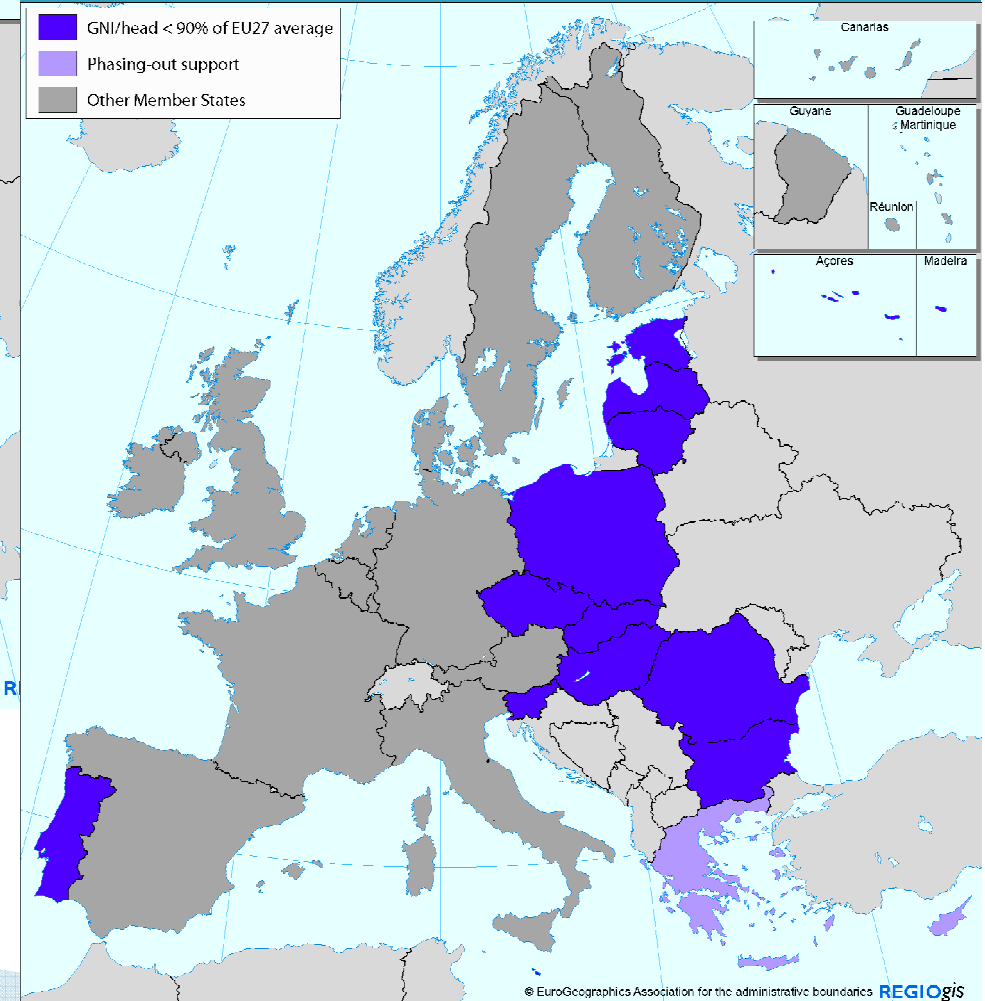 GNI/head < 90% of EU27 average
Phasing-out support
Other Member States
Canarias
Guyane
Guadeloupe
Martinique
Réunion
Açores
Madeira
R
© EuroGeographics Association for the administrative boundaries
REGIOgis